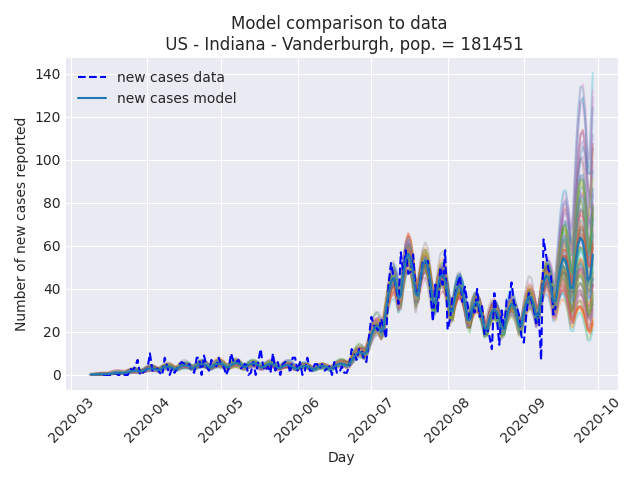 Model comparison to data
US - Indiana - Vanderburgh, pop. = 181451
new cases data
new cases model
Number of new cases reported
140
120
100
80
60
40
20
0
2020-03
2020-04
2020-05
2020-06
2020-07
2020-08
2020-09
2020-10
Day